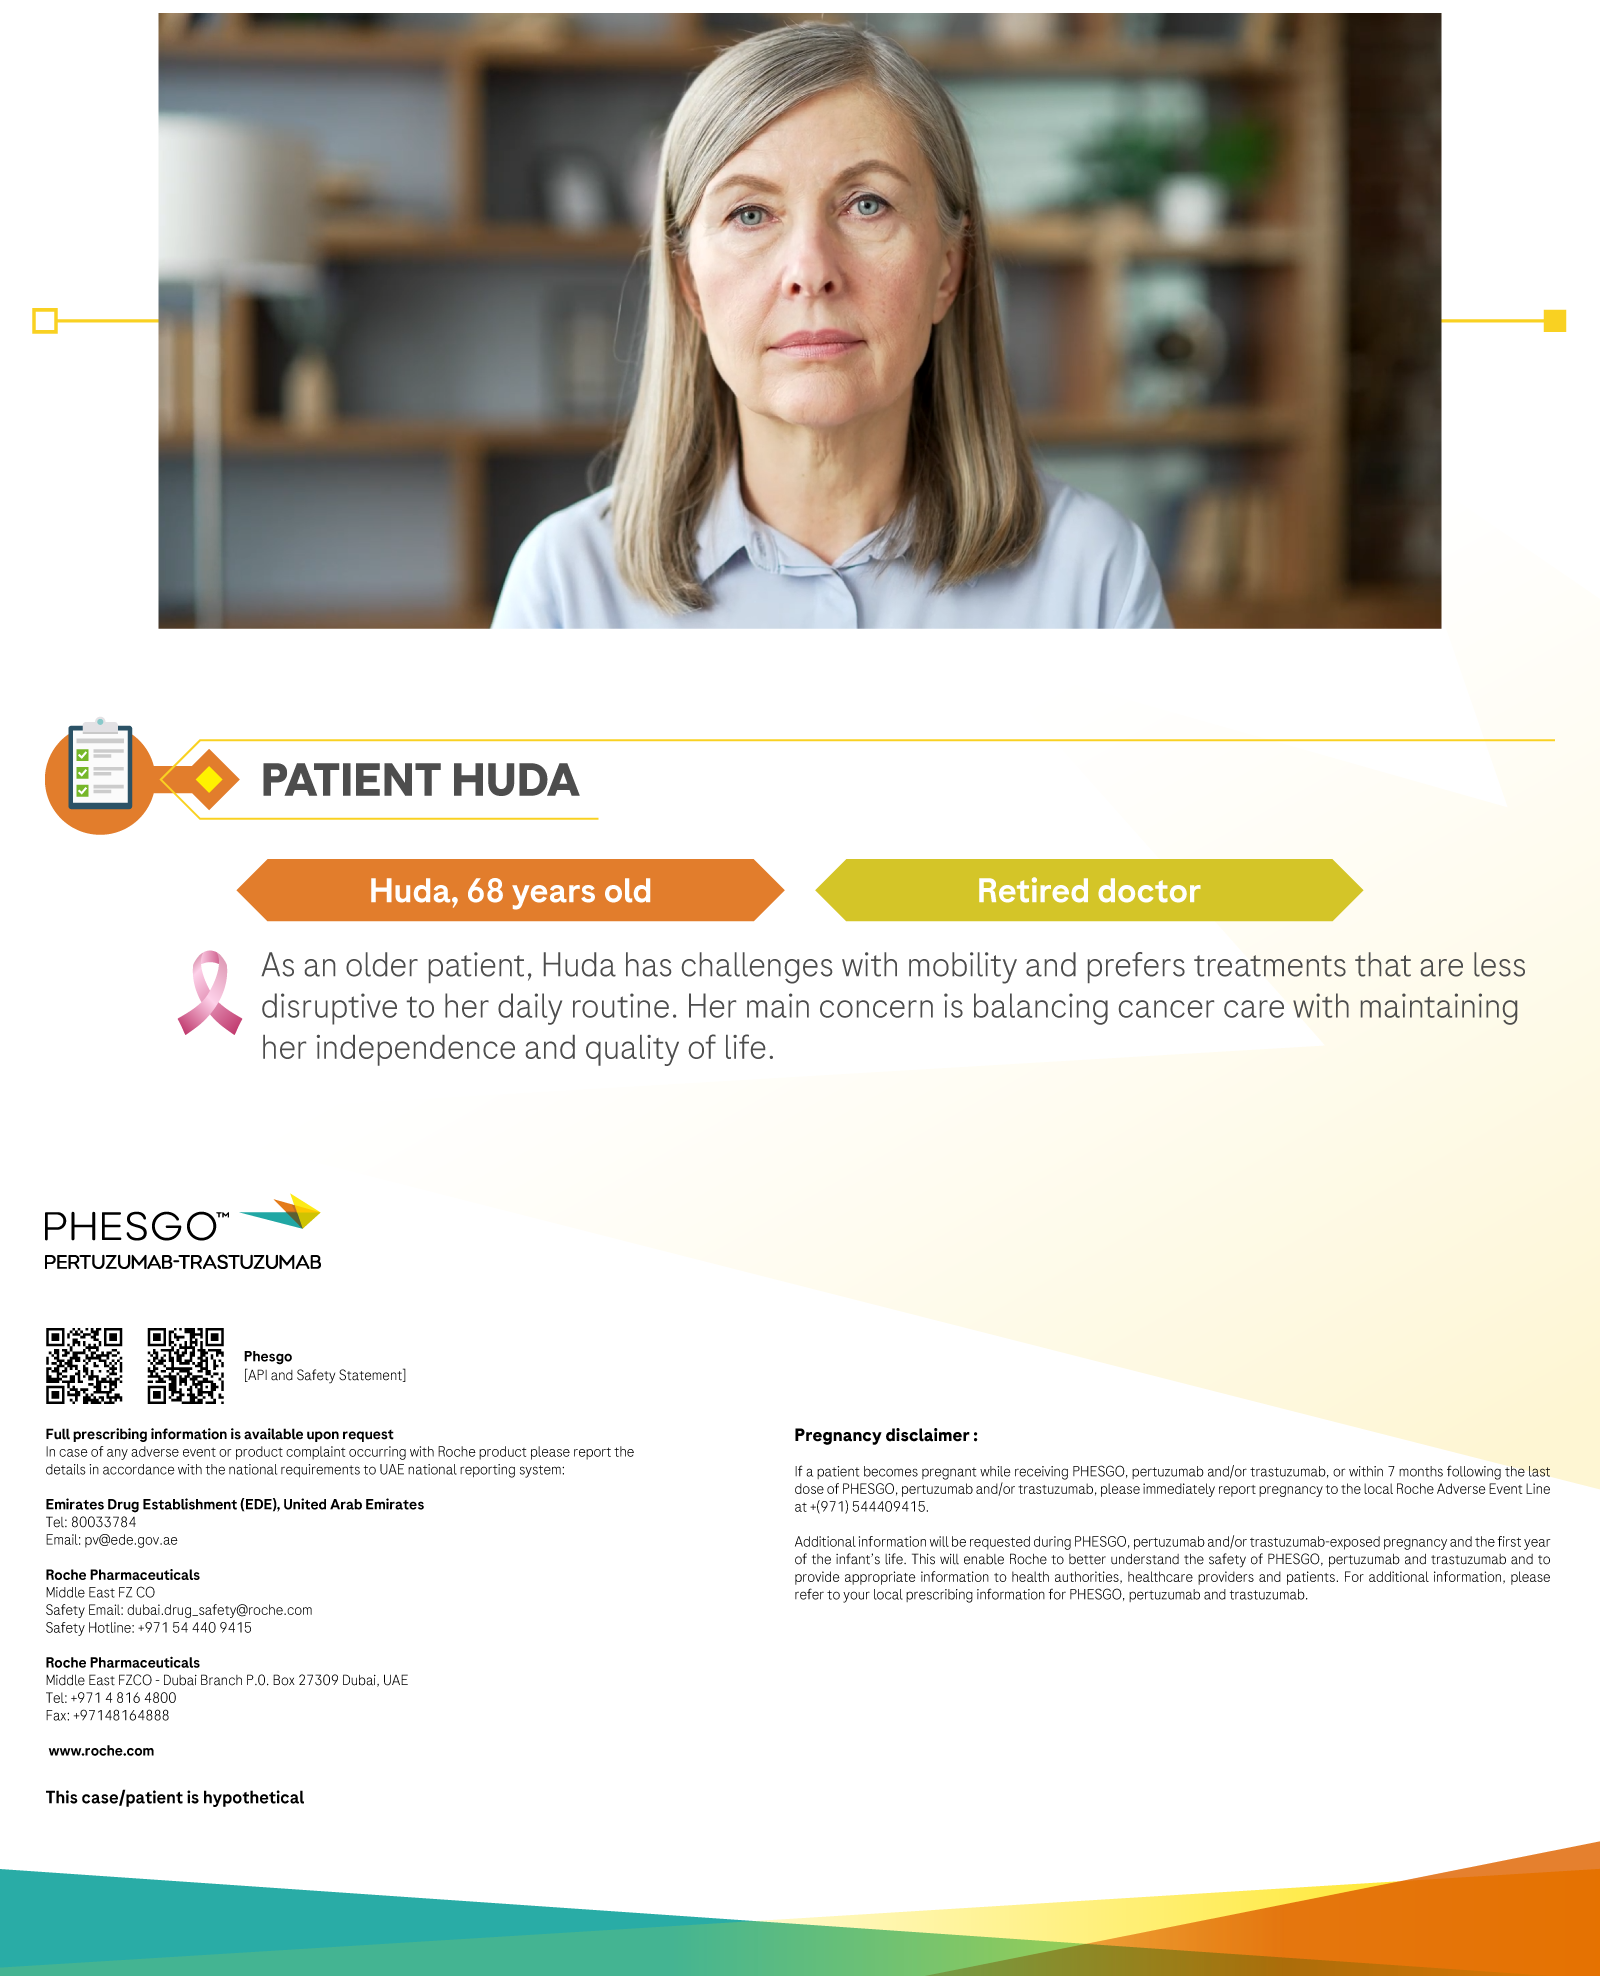 PATIENT HUDA
Huda, 68 years old
Retired doctor
As an older patient, Huda has challenges with mobility and prefers treatments that are less
disruptive to her daily routine. Her main concern is balancing cancer care with maintaining
her independence and quality of life.
PHESGO™
PERTUZUMAB-TRASTUZUMAB
Phesgo
[API and Safety Statement]
Full prescribing information is available upon request
In case of any adverse event or product complaint occurring with Roche product please report the
details in accordance with the national requirements to UAE national reporting system:
Emirates Drug Establishment (EDE), United Arab Emirates
Tel: 80033784
Email: pv@ede.gov.ae
Roche Pharmaceuticals
Middle East FZ CO
Safety Email: dubai.drug_safety@roche.com
Safety Hotline: +971 54 440 9415
Roche Pharmaceuticals
Middle East FZCO - Dubai Branch P.O. Box 27309 Dubai, UAE
Tel: +971 4 816 4800
Fax: +97148164888
www.roche.com
This case/patient is hypothetical
Pregnancy disclaimer :
If a patient becomes pregnant while receiving PHESGO, pertuzumab and/or trastuzumab, or within 7 months following the last
dose of PHESGO, pertuzumab and/or trastuzumab, please immediately report pregnancy to the local Roche Adverse Event Line
at +(971) 544409415.
Additional information will be requested during PHESGO, pertuzumab and/or trastuzumab-exposed pregnancy and the first year
of the infant's life. This will enable Roche to better understand the safety of PHESGO, pertuzumab and trastuzumab and to
provide appropriate information to health authorities, healthcare providers and patients. For additional information, please
refer to your local prescribing information for PHESGO, pertuzumab and trastuzumab.